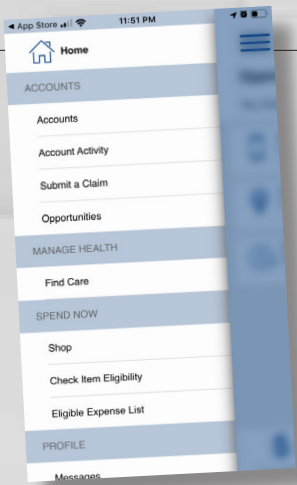 App Store 11:51 PM
Home
ACCOUNTS
Accounts
Account Activity
Submit a Claim
Opportunities
MANAGE HEALTH
Find Care
SPEND NOW
Shop
Check Item Eligibility
Eligible Expense List
PROFILE
Messages